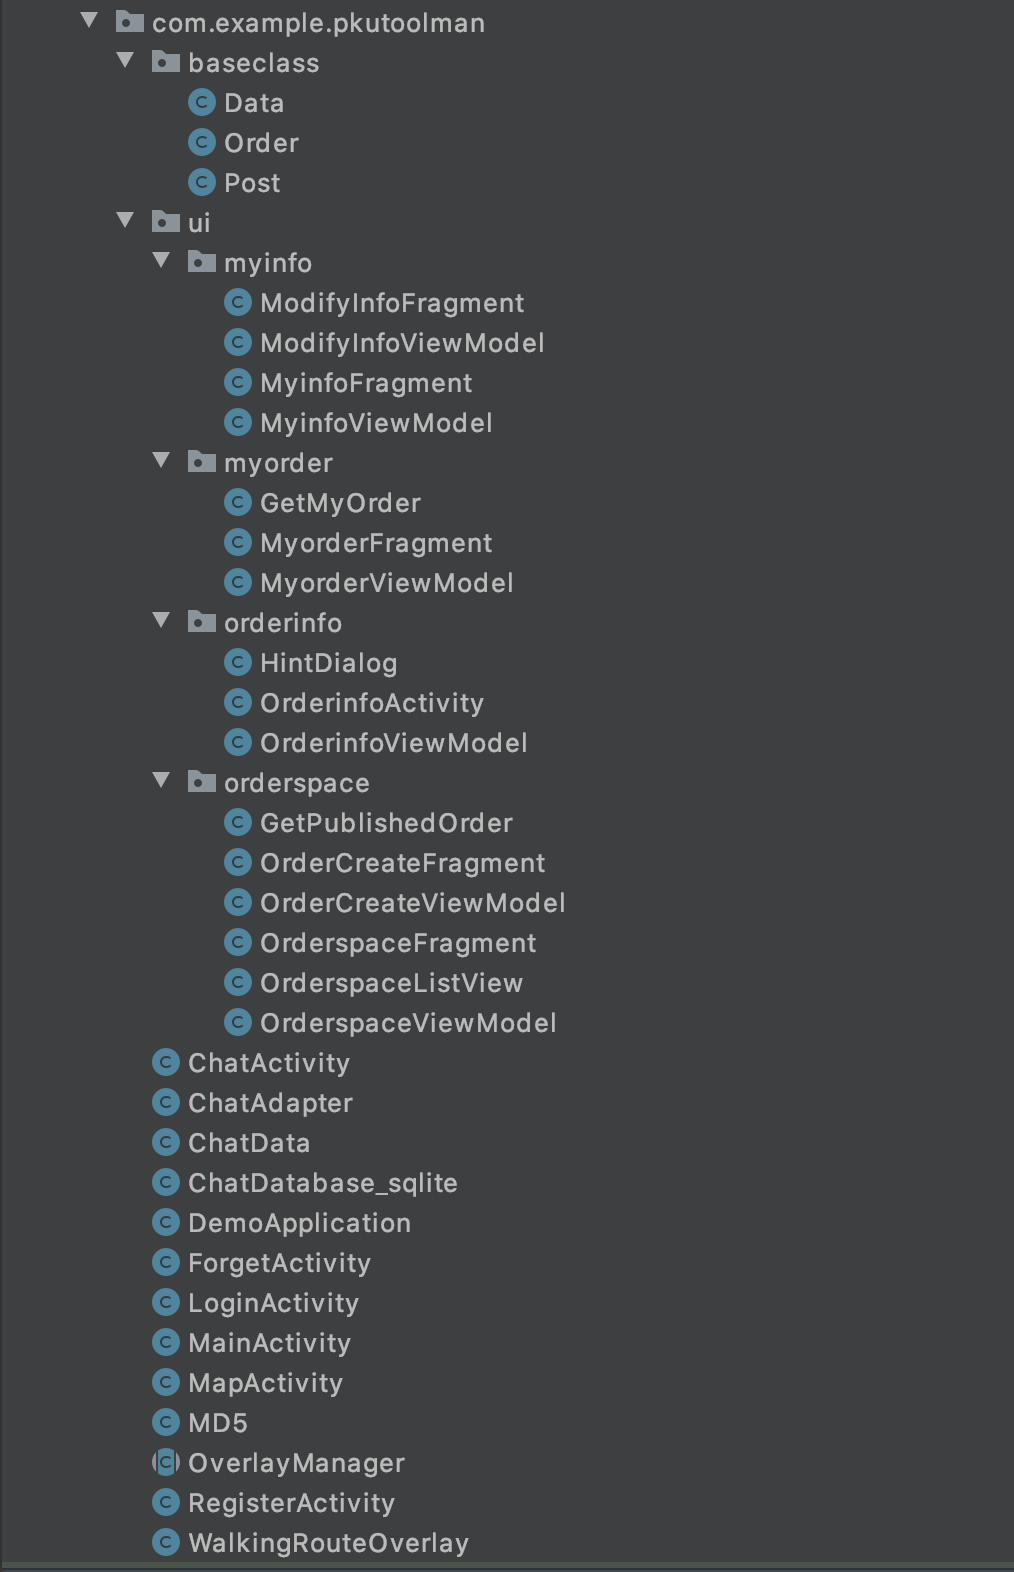 com.example.pkutoolman
baseclass
Data
Order
Post
ui
myinfo
ModifyInfoFragment
ModifyInfoViewModel
MyinfoFragment
MyinfoViewModel
myorder
GetMyOrder
MyorderFragment
MyorderViewModel
orderinfo
HintDialog
OrderinfoActivity
OrderinfoViewModel
orderspace
GetPublishedOrder
OrderCreateFragment
OrderCreateViewModel
OrderspaceFragment
OrderspaceListView
OrderspaceViewModel
ChatActivity
ChatAdapter
ChatData
ChatDatabase_sqlite
DemoApplication
ForgetActivity
LoginActivity
MainActivity
MapActivity
MD5
OverlayManager
RegisterActivity
WalkingRouteOverlay